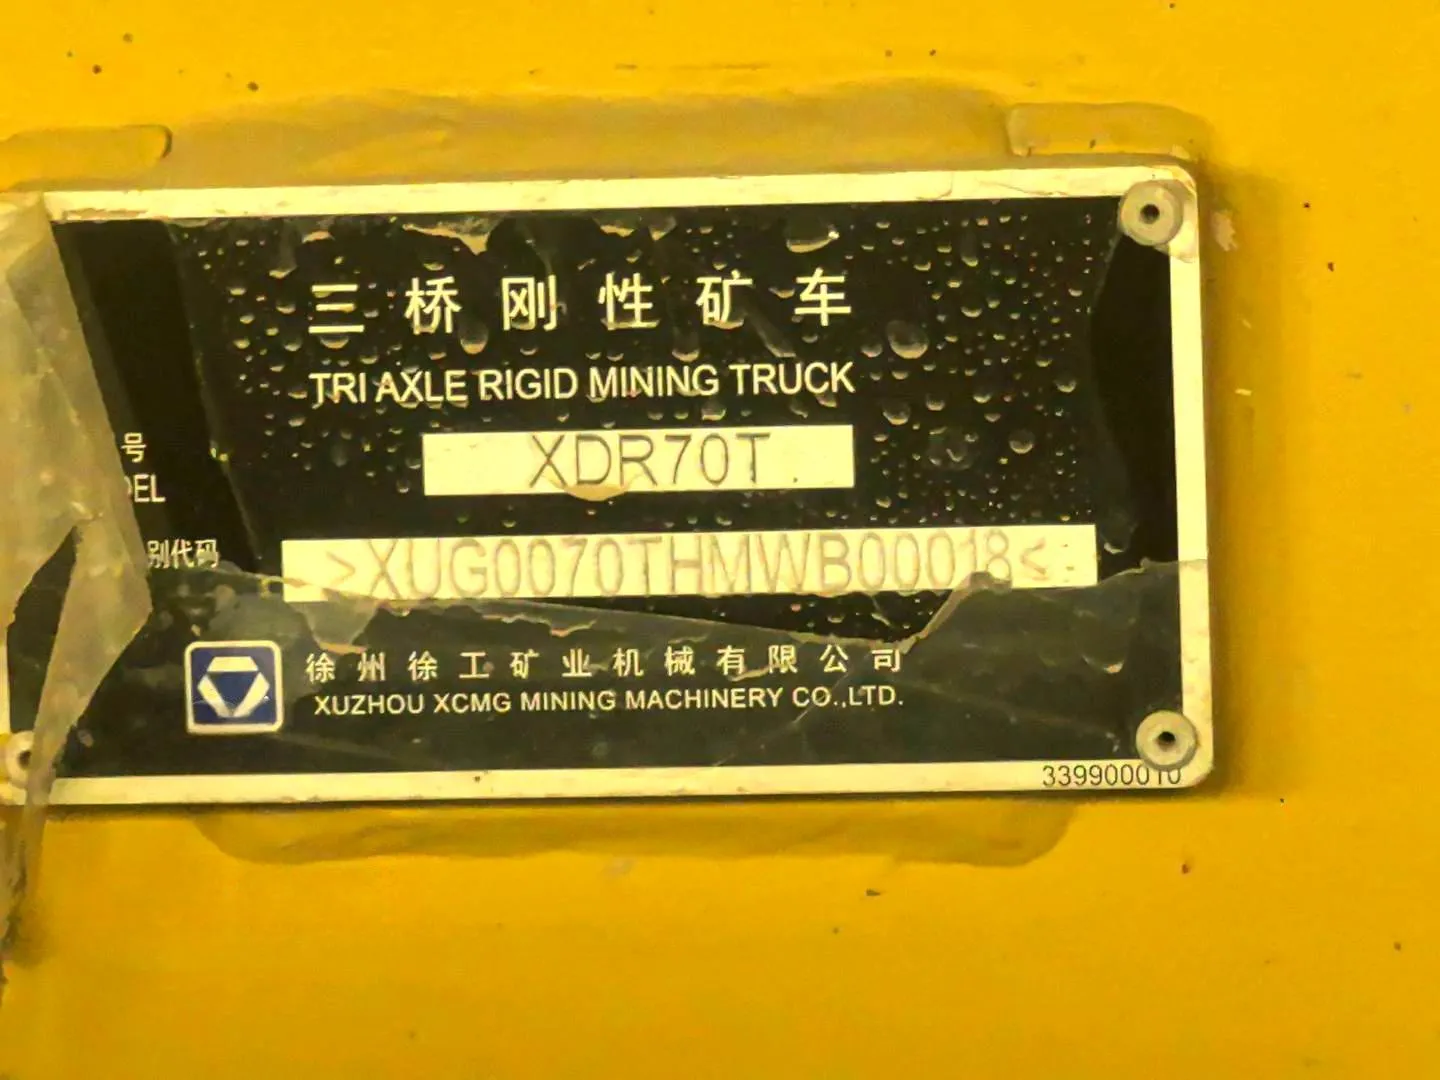 三桥刚性矿车
TRI AXLE RIGID MINING TRUCK
号
DEL
XDR70T
别代码
>XUG0070THMWB00018<
徐州徐工矿业机械有限公司
XUZHOU XCMG MINING MACHINERY CO.,LTD.
339900010